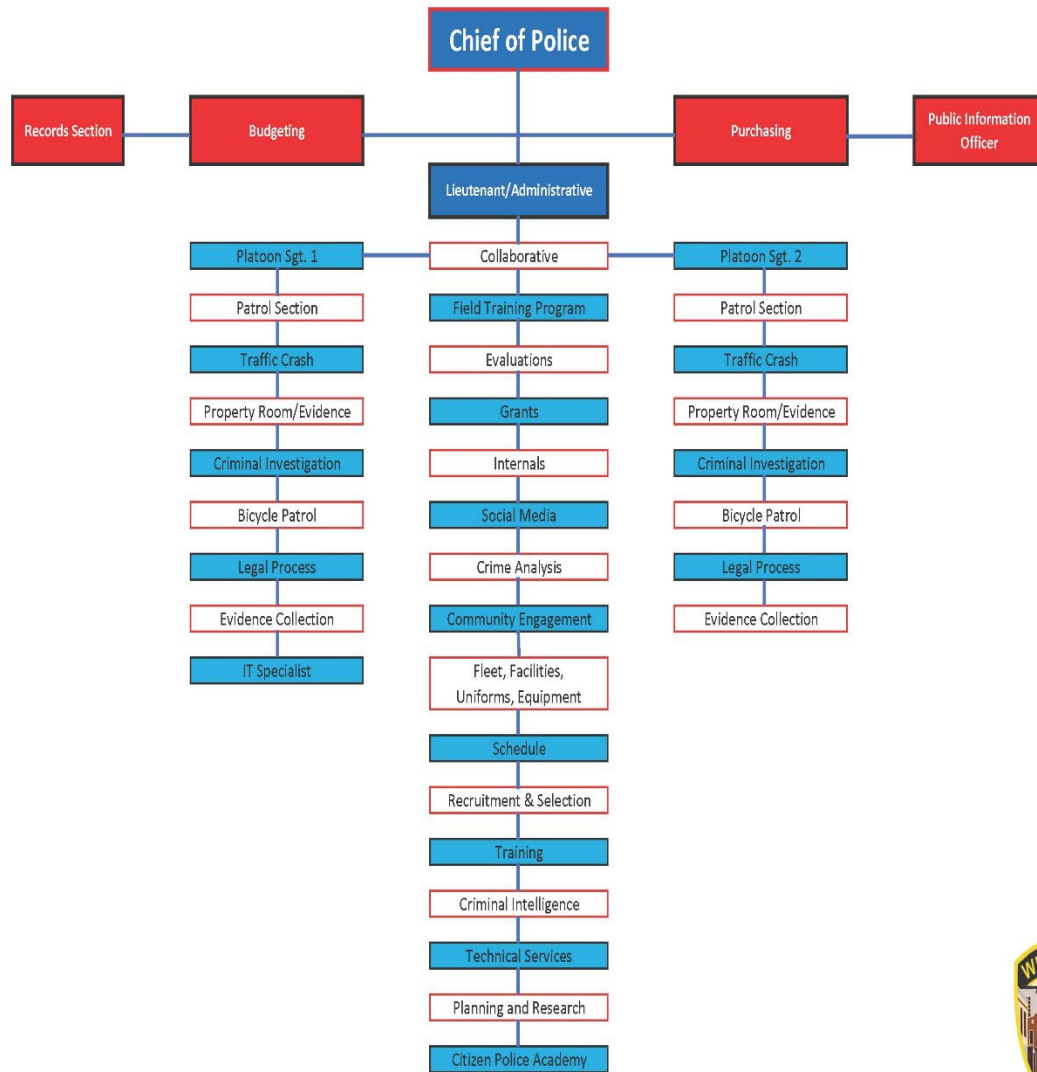 Chief of Police
Records Section
Budgeting
Purchasing
Public Information
Officer
Lieutenant/Administrative
Platoon Sgt. 1
Collaborative
Platoon Sgt. 2
Patrol Section
Field Training Program
Patrol Section
Traffic Crash
Evaluations
Traffic Crash
Property Room/Evidence
Grants
Property Room/Evidence
Criminal Investigation
Internals
Criminal Investigation
Bicycle Patrol
Social Media
Bicycle Patrol
Legal Process
Crime Analysis
Legal Process
Evidence Collection
Community Engagement
Evidence Collection
IT Specialist
Fleet, Facilities,
Uniforms, Equipment
Schedule
Recruitment & Selection
Training
Criminal Intelligence
Technical Services
Planning and Research
Citizen Police Academy